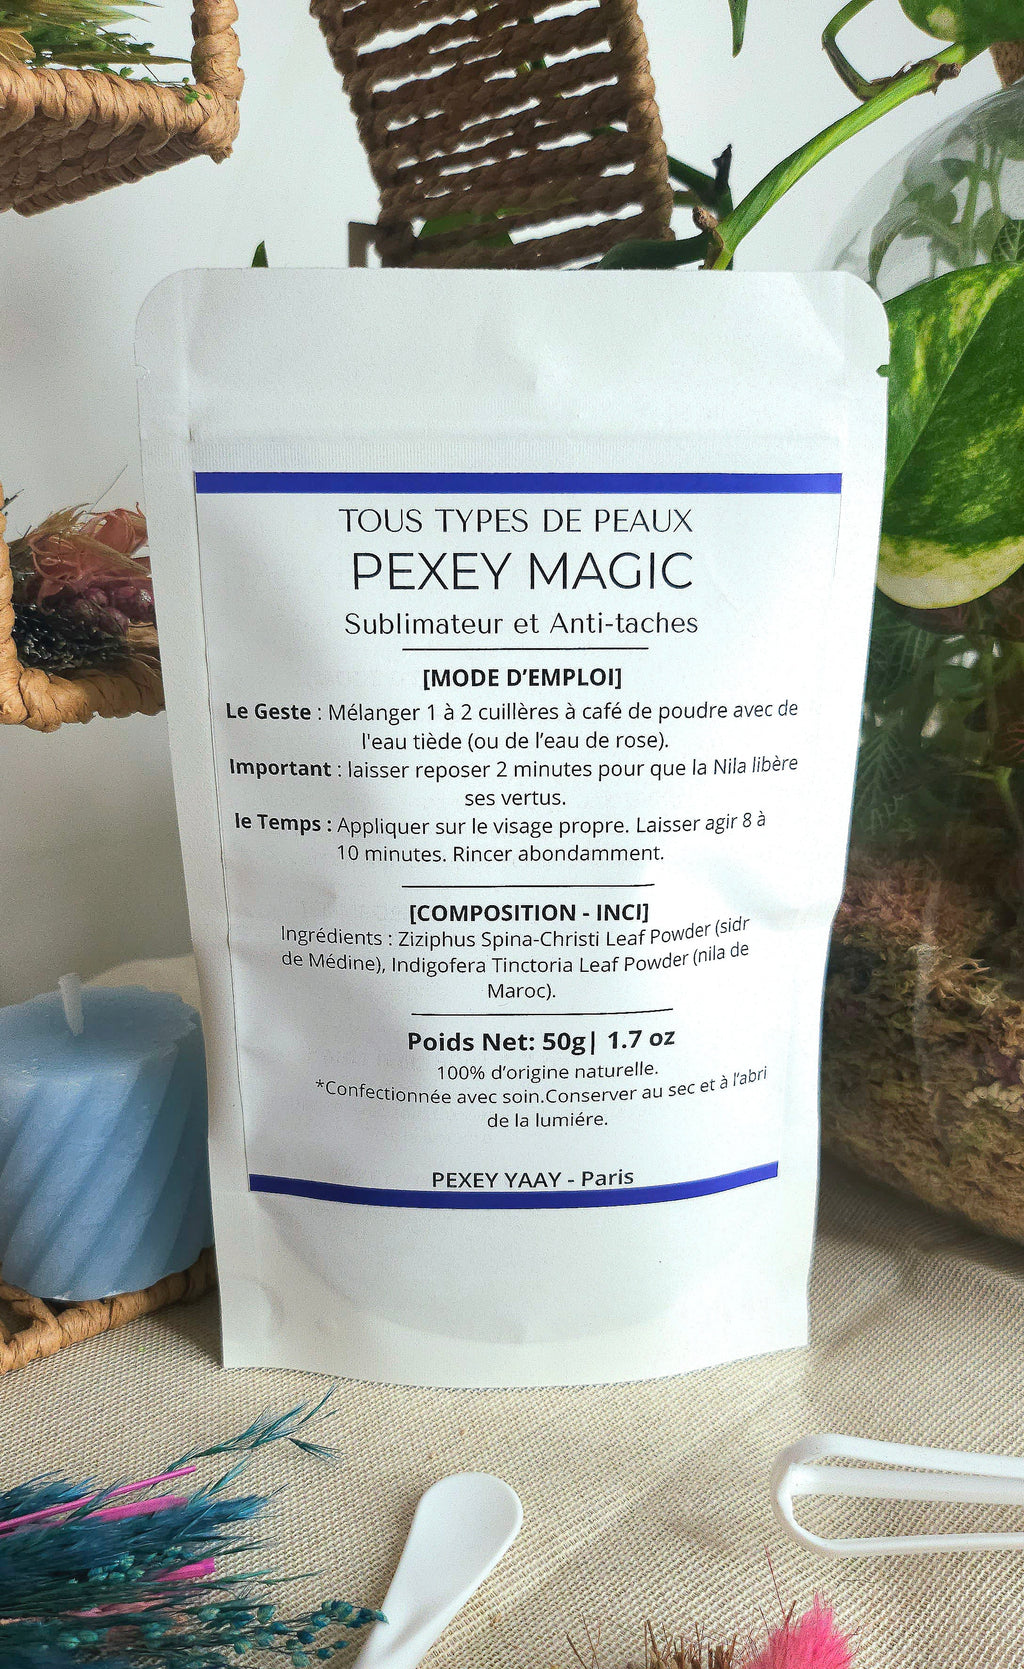 TOUS TYPES DE PEAUX
PEXEY MAGIC
Sublimateur et Anti-taches
[MODE D’EMPLOI]
Le Geste : Mélanger 1 à 2 cuillères à café de poudre avec de
l'eau tiède (ou de l’eau de rose).
Important : laisser reposer 2 minutes pour que la Nila libère
ses vertus.
le Temps : Appliquer sur le visage propre. Laisser agir 8 à
10 minutes. Rincer abondamment.
[COMPOSITION - INCI]
Ingrédients : Ziziphus Spina-Christi Leaf Powder (sidr
de Médine), Indigofera Tinctoria Leaf Powder (nila de
Maroc).
Poids Net: 50g| 1.7 oz
100% d’origine naturelle.
*Confectionnée avec soin.Conserver au sec et à l’abri
de la lumiére.
PEXEY YAAY - Paris